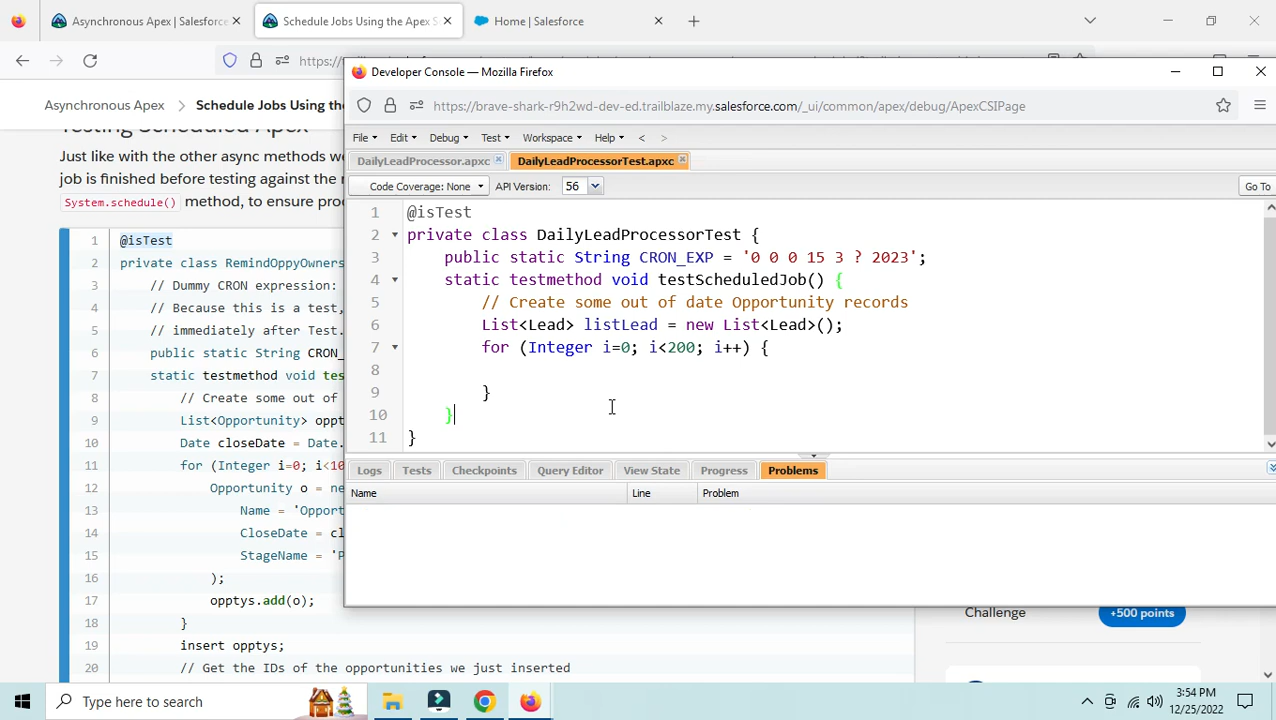 Asynchronous Apex | Salesforce
Schedule Jobs Using the Apex S
Home | Salesforce
https://
Developer Console — Mozilla Firefox
https://brave-shark-r9h2wd-dev-ed.trailblaze.my.salesforce.com/_ui/common/apex/debug/ApexCSIPage
File
Edit
Debug
Test
Workspace
Help
<
>
DailyLeadProcessor.apxc
DailyLeadProcessorTest.apxc
Code Coverage: None
API Version:
56
Go To
1 @isTest
2 private class DailyLeadProcessorTest {
3 public static String CRON_EXP = '0 0 0 15 3 ? 2023';
4 static testmethod void testScheduledJob() {
5 // Create some out of date Opportunity records
6 List<Lead> listLead = new List<Lead>();
7 for (Integer i=0; i<200; i++) {
8
9 }
10 }
11 }
Logs
Tests
Checkpoints
Query Editor
View State
Progress
Problems
Name
Line
Problem
Asynchronous Apex
Schedule Jobs Using the
Testing Scheduled Apex
Just like with the other async methods we
job is finished before testing against the
System.schedule() method, to ensure
1 @isTest
2 private class RemindOppyOwners
3 // Dummy CRON expression:
4 // Because this is a test,
5 // immediately after Test.
6 public static String CRON_
7 static testmethod void tes
8 // Create some out of
9 List<Opportunity> oppt
10 Date closeDate = Date.
11 for (Integer i=0; i<10
12 Opportunity o = ne
13 Name = 'Opport
14 CloseDate = cl
15 StageName = 'P
16 );
17 opptys.add(o);
18 }
19 insert opptys;
20 // Get the IDs of the opportunities we just inserted
Challenge
+500 points
Type here to search
3:54 PM
12/25/2022